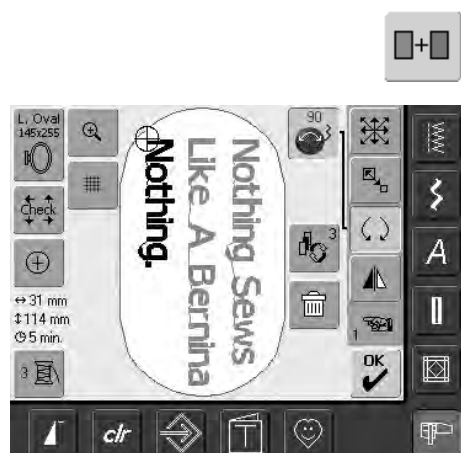 L. Oval
145x255
90
Check
3
31 mm
114 mm
5 min.
3
1
OK
A
clr
Nothing Sews
Like A Bernina
Nothing.